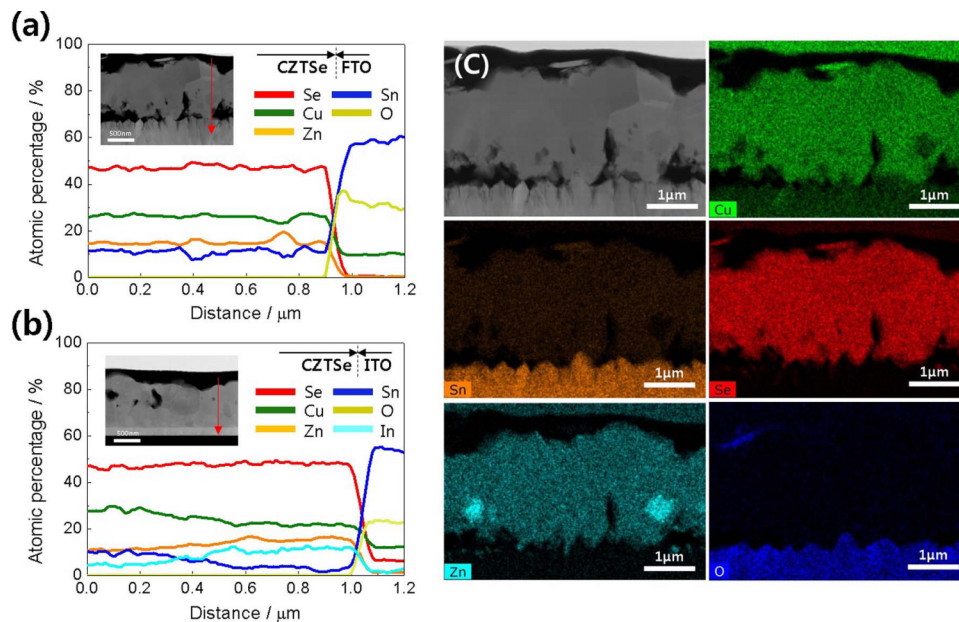 (a)
100
80
60
40
20
0
Atomic percentage / %
500nm
CZTSe FTO
Se Sn
Cu O
Zn
0.0 0.2 0.4 0.6 0.8 1.0 1.2
Distance / μm
(b)
100
80
60
40
20
0
Atomic percentage / %
500nm
CZTSe ITO
Se Sn
Cu O
Zn In
0.0 0.2 0.4 0.6 0.8 1.0 1.2
Distance / μm
(C)
1μm
Cu 1μm
Sn 1μm
Se 1μm
Zn 1μm
O 1μm